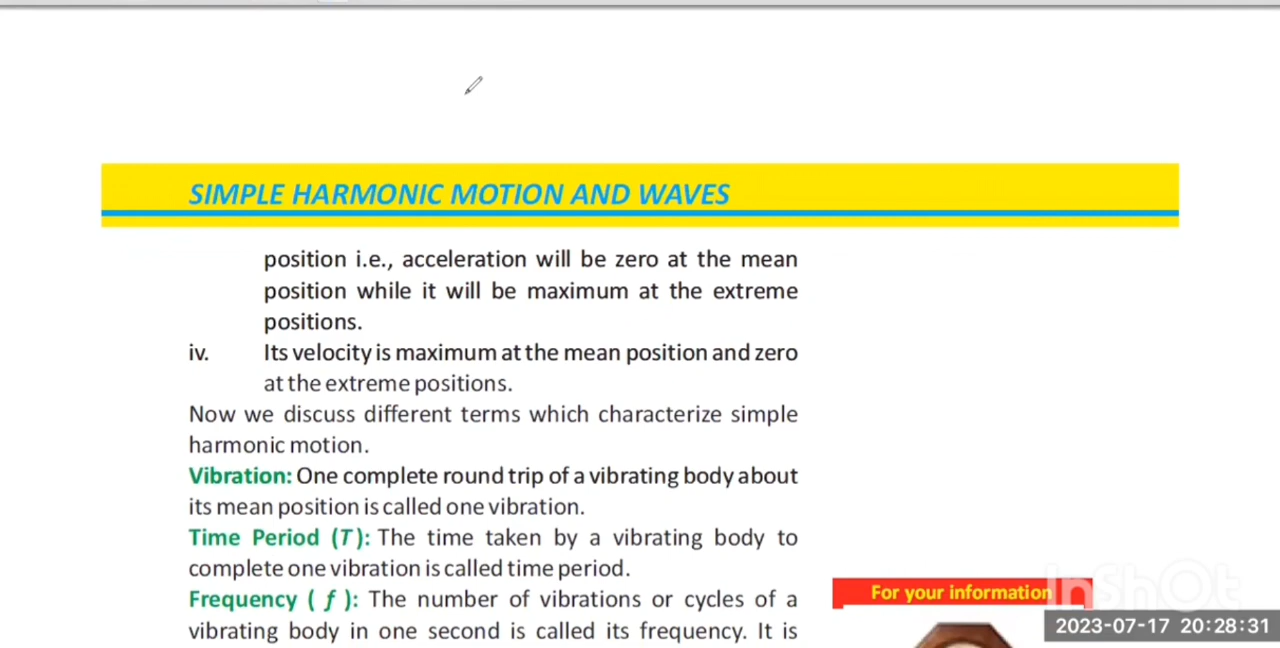 SIMPLE HARMONIC MOTION AND WAVES
position i.e., acceleration will be zero at the mean
position while it will be maximum at the extreme
positions.
iv. Its velocity is maximum at the mean position and zero
at the extreme positions.
Now we discuss different terms which characterize simple
harmonic motion.
Vibration: One complete round trip of a vibrating body about
its mean position is called one vibration.
Time Period (T): The time taken by a vibrating body to
complete one vibration is called time period.
Frequency ( f ): The number of vibrations or cycles of a
vibrating body in one second is called its frequency. It is
For your information
InShOt
2023-07-17 20:28:31